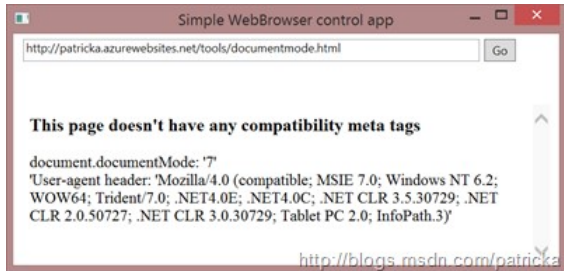 Simple WebBrowser control app
http://patricka.azurewebsites.net/tools/documentmode.html
Go
This page doesn't have any compatibility meta tags
document.documentMode: '7'
'User-agent header: 'Mozilla/4.0 (compatible; MSIE 7.0; Windows NT 6.2;
WOW64; Trident/7.0; .NET4.0E; .NET4.0C; .NET CLR 3.5.30729; .NET
CLR 2.0.50727; .NET CLR 3.0.30729; Tablet PC 2.0; InfoPath.3)'
http://blogs.msdn.com/patricka